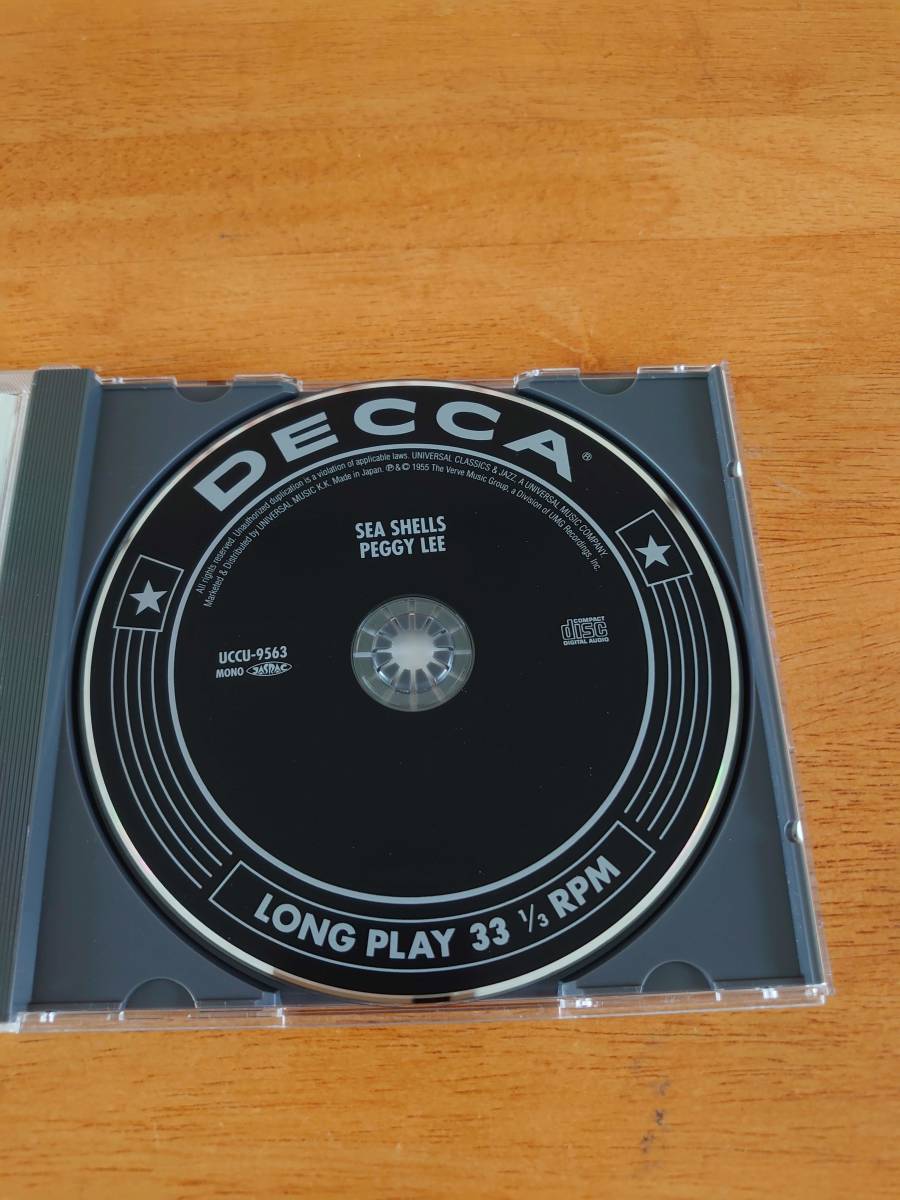 DECCA®
All rights reserved. Unauthorized duplication is a violation of applicable laws. UNIVERSAL CLASSICS & JAZZ, A UNIVERSAL MUSIC COMPANY.
Marketed & Distributed by UNIVERSAL MUSIC K.K. Made in Japan. ℗&© 1955 The Verve Music Group, a Division of UMG Recordings, Inc.
SEA SHELLS
PEGGY LEE
UCCU-9563
MONO JASRAC
COMPACT
disc
DIGITAL AUDIO
LONG PLAY 33 1/3 RPM